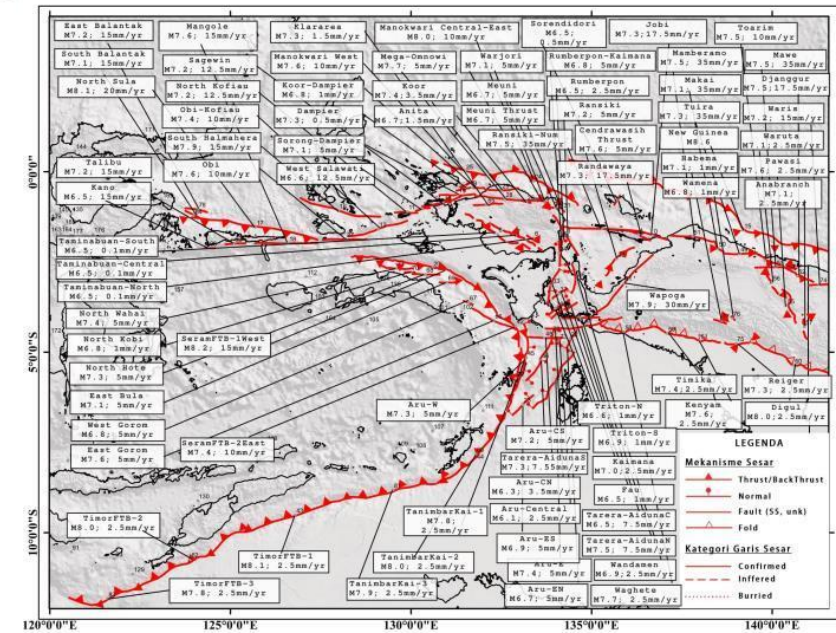 East Balantak
M7.2; 15mm/yr
Mangole
M7.6; 15mm/yr
Klararea
M7.3; 1.5mm/yr
Manokwari Central-East
M8.0; 10mm/yr
Sorendidori
M6.5;
0.5mm/yr
Jobi
M7.3;17.5mm/yr
Toarim
M7.5; 10mm/yr
South Balantak
M7.1; 15mm/yr
Sagewin
M7.2; 12.5mm/yr
Manokwari West
M7.6; 10mm/yr
Mega-Omnowi
M7.7; 5mm/yr
Warjori
M7.1; 5mm/yr
Rumberpon-Kaimana
M6.8; 5mm/yr
Mamberamo
M7.5; 35mm/yr
Mawe
M7.5; 35mm/yr
North Sula
M8.1; 20mm/yr
North Kofiau
M7.2; 12.5mm/yr
Koor-Dampier
M6.8; 1mm/yr
Koor
M7.4;3.5mm/yr
Meuni
M6.7; 5mm/yr
Rumberpon
M6.5; 2.5mm/yr
Makai
M7.1; 35mm/yr
Djanggur
M7.5;17.5mm/yr
Obi-Kofiau
M7.4; 10mm/yr
Dampier
M7.3; 0.5mm/yr
Anita
M6.7;1.5mm/yr
Meuni Thrust
M6.7; 5mm/yr
Ransiki
M7.2; 5mm/yr
Tuira
M7.3; 35mm/yr
Waris
M7.2; 15mm/yr
South Halmahera
M7.9; 15mm/yr
Sorong-Dampier
M7.1; 5mm/yr
Ransiki-Num
M7.5; 35mm/yr
Cendrawasih
Thrust
M7.6; 5mm/yr
New Guinea
M8.6
Waruta
M7.1;2.5mm/yr
Talibu
M7.2; 15mm/yr
Obi
M7.6; 10mm/yr
West Salawati
M6.6; 12.5mm/yr
Randawaya
M7.3; 17.5mm/yr
M7.1; 1mm/yr
Pawasi
M7.6; 2.5mm/yr
Kano
M6.5; 15mm/yr
Wamena
M6.8; 1mm/yr
Anabranch
M7.1;
2.5mm/yr
Taminabuan-South
M6.5; 0.1mm/yr
Taminabuan-Central
M6.5; 0.1mm/yr
Taminabuan-North
M6.5; 0.1mm/yr
Wapoga
M7.9; 30mm/yr
North Wahai
M7.4; 5mm/yr
North Kobi
M6.8; 1mm/yr
SeramFTB-1West
M8.2; 15mm/yr
North Hote
M7.3; 5mm/yr
Timika
M7.4;2.5mm/yr
Reiger
M7.3; 2.5mm/yr
East Bula
M7.1; 5mm/yr
Aru-W
M7.3; 5mm/yr
Triton-N
M6.6; 1mm/yr
Kenyam
M7.6;
2.5mm/yr
Digul
M8.0;2.5mm/yr
West Gorom
M6.8; 5mm/yr
Aru-CS
M7.2; 5mm/yr
Triton-S
M6.9; 1mm/yr
East Gorom
M7.6; 5mm/yr
SeramFTB-2East
M7.4; 10mm/yr
Tarera-AidunaS
M7.3;7.55mm/yr
Kaimana
M7.0;2.5mm/yr
Aru-CN
M6.3; 3.5mm/yr
Fau
M6.5; 1mm/yr
TimorFTB-2
M8.0; 2.5mm/yr
TanimbarKai-1
M7.8;
2.5mm/yr
Aru-Central
M6.1; 2.5mm/yr
Tarera-AidunaC
M6.5; 7.5mm/yr
Aru-ES
M6.9; 5mm/yr
Tarera-AidunaN
M7.5; 7.5mm/yr
TimorFTB-1
M8.1; 2.5mm/yr
TanimbarKai-2
M8.0; 2.5mm/yr
Aru-E
M7.4; 5mm/yr
Wandamen
M6.9;2.5mm/yr
TimorFTB-3
M7.8; 2.5mm/yr
TanimbarKai-3
M7.9; 2.5mm/yr
Aru-EN
M6.7; 5mm/yr
Waghete
M7.7; 2.5mm/yr
LEGENDA
Mekanisme Sesar
Thrust/BackThrust
Normal
Fault (SS, unk)
Fold
Kategori Garis Sesar
Confirmed
Inffered
Burried
0°0'0"
5°0'0"S
10°0'0"S
120°0'0"E
125°0'0"E
130°0'0"E
135°0'0"E
140°0'0"E